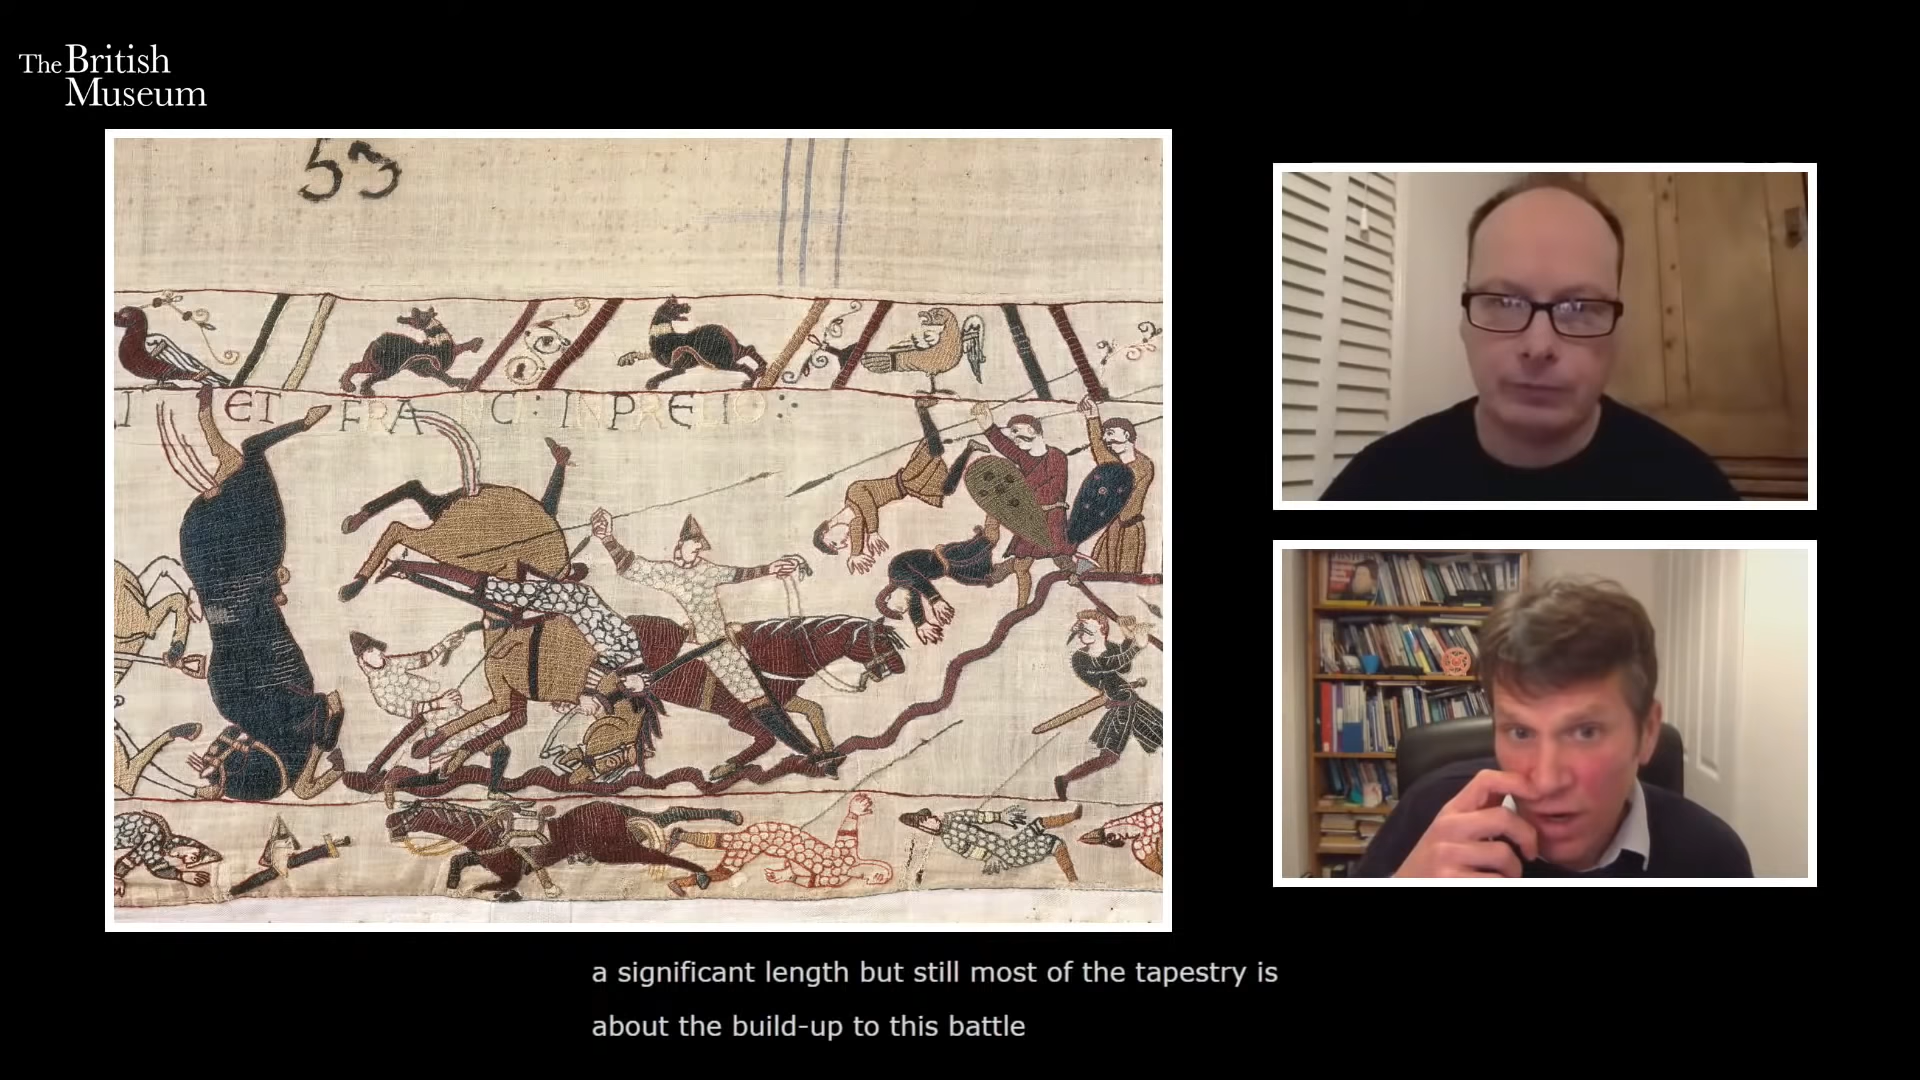 The British
Museum
53
I ET FRANCI: INPRELIO:
a significant length but still most of the tapestry is
about the build-up to this battle